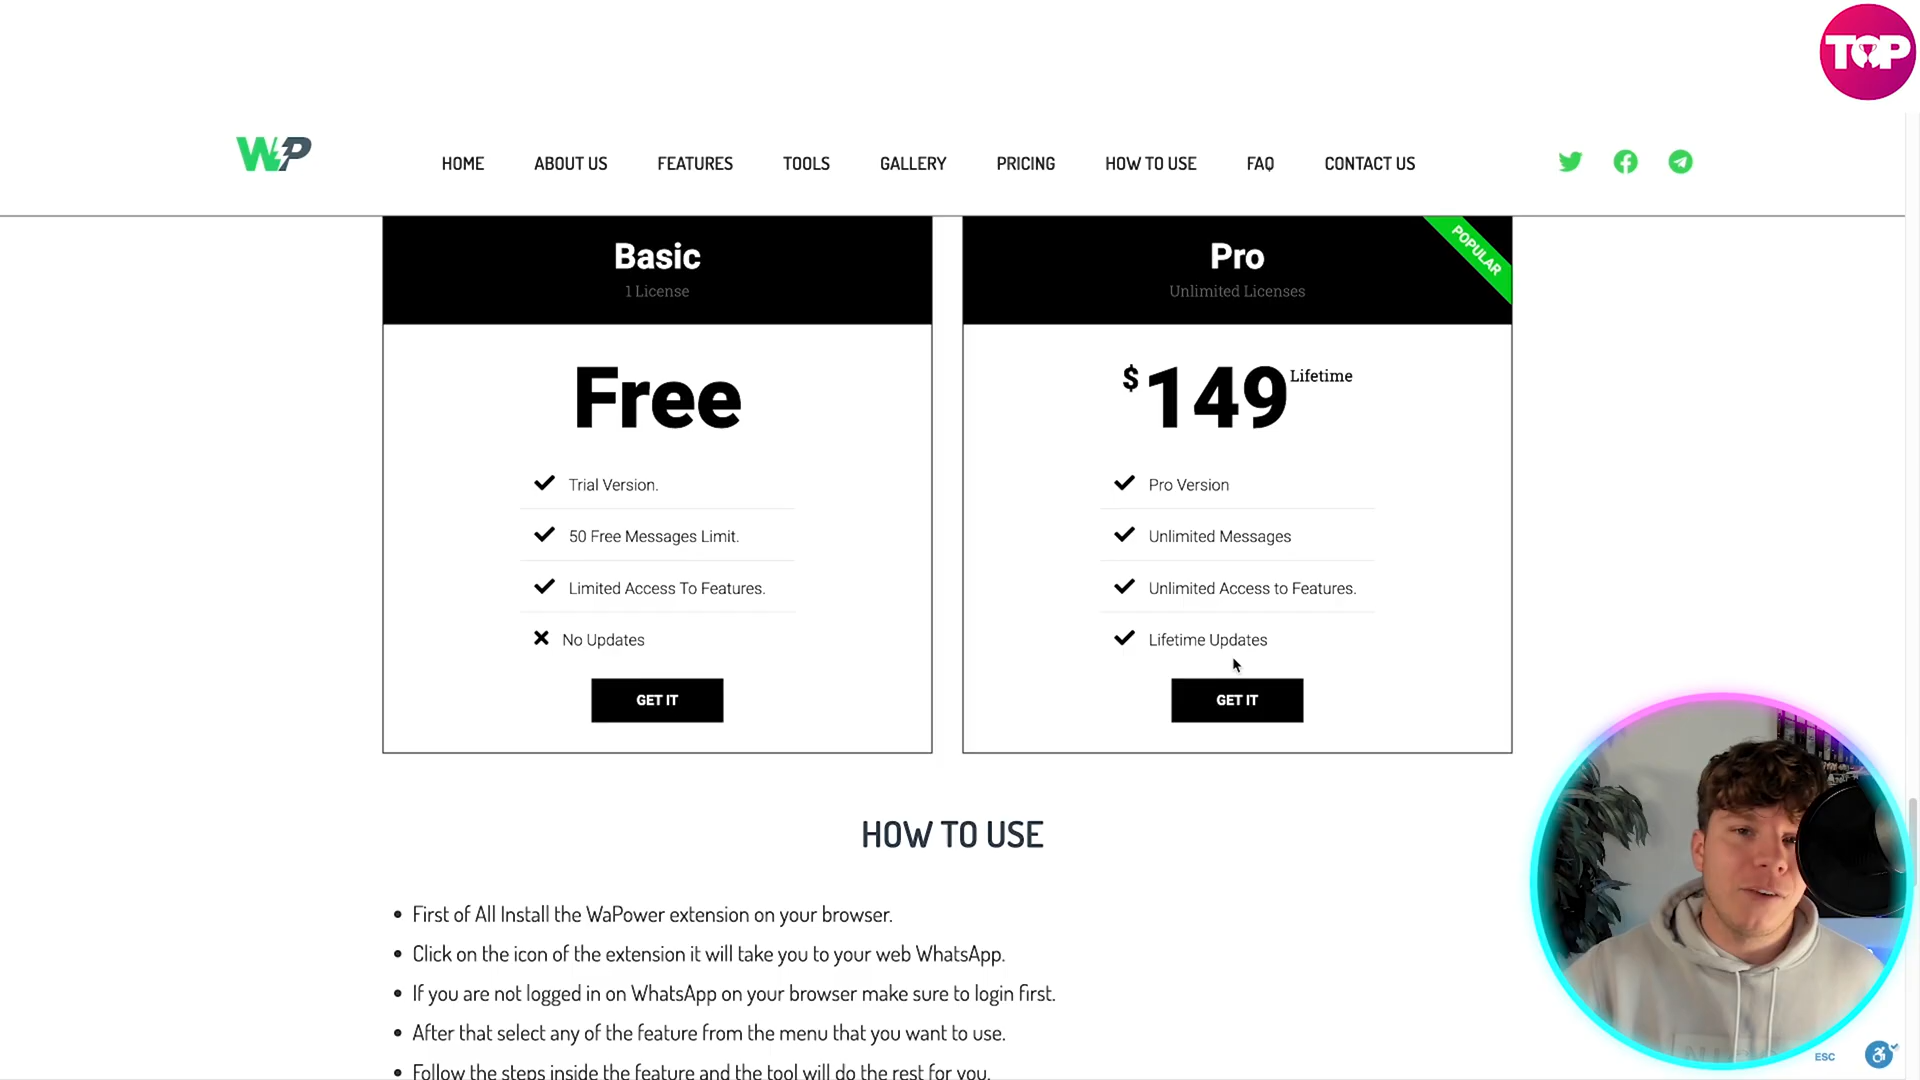 TOP
WP
HOME
ABOUT US
FEATURES
TOOLS
GALLERY
PRICING
HOW TO USE
FAQ
CONTACT US
Basic
1 License
Free
Trial Version.
50 Free Messages Limit.
Limited Access To Features.
No Updates
GET IT
POPULAR
Pro
Unlimited Licenses
$149 Lifetime
Pro Version
Unlimited Messages
Unlimited Access to Features.
Lifetime Updates
GET IT
HOW TO USE
First of All Install the WaPower extension on your browser.
Click on the icon of the extension it will take you to your web WhatsApp.
If you are not logged in on WhatsApp on your browser make sure to login first.
After that select any of the feature from the menu that you want to use.
Follow the steps inside the feature and the tool will do the rest for you.
ESC